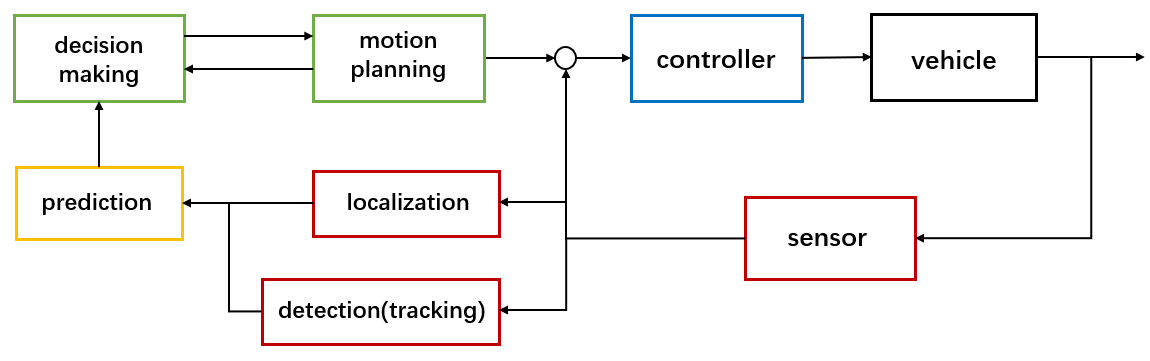 decision
making
motion
planning
controller
vehicle
prediction
localization
sensor
detection(tracking)